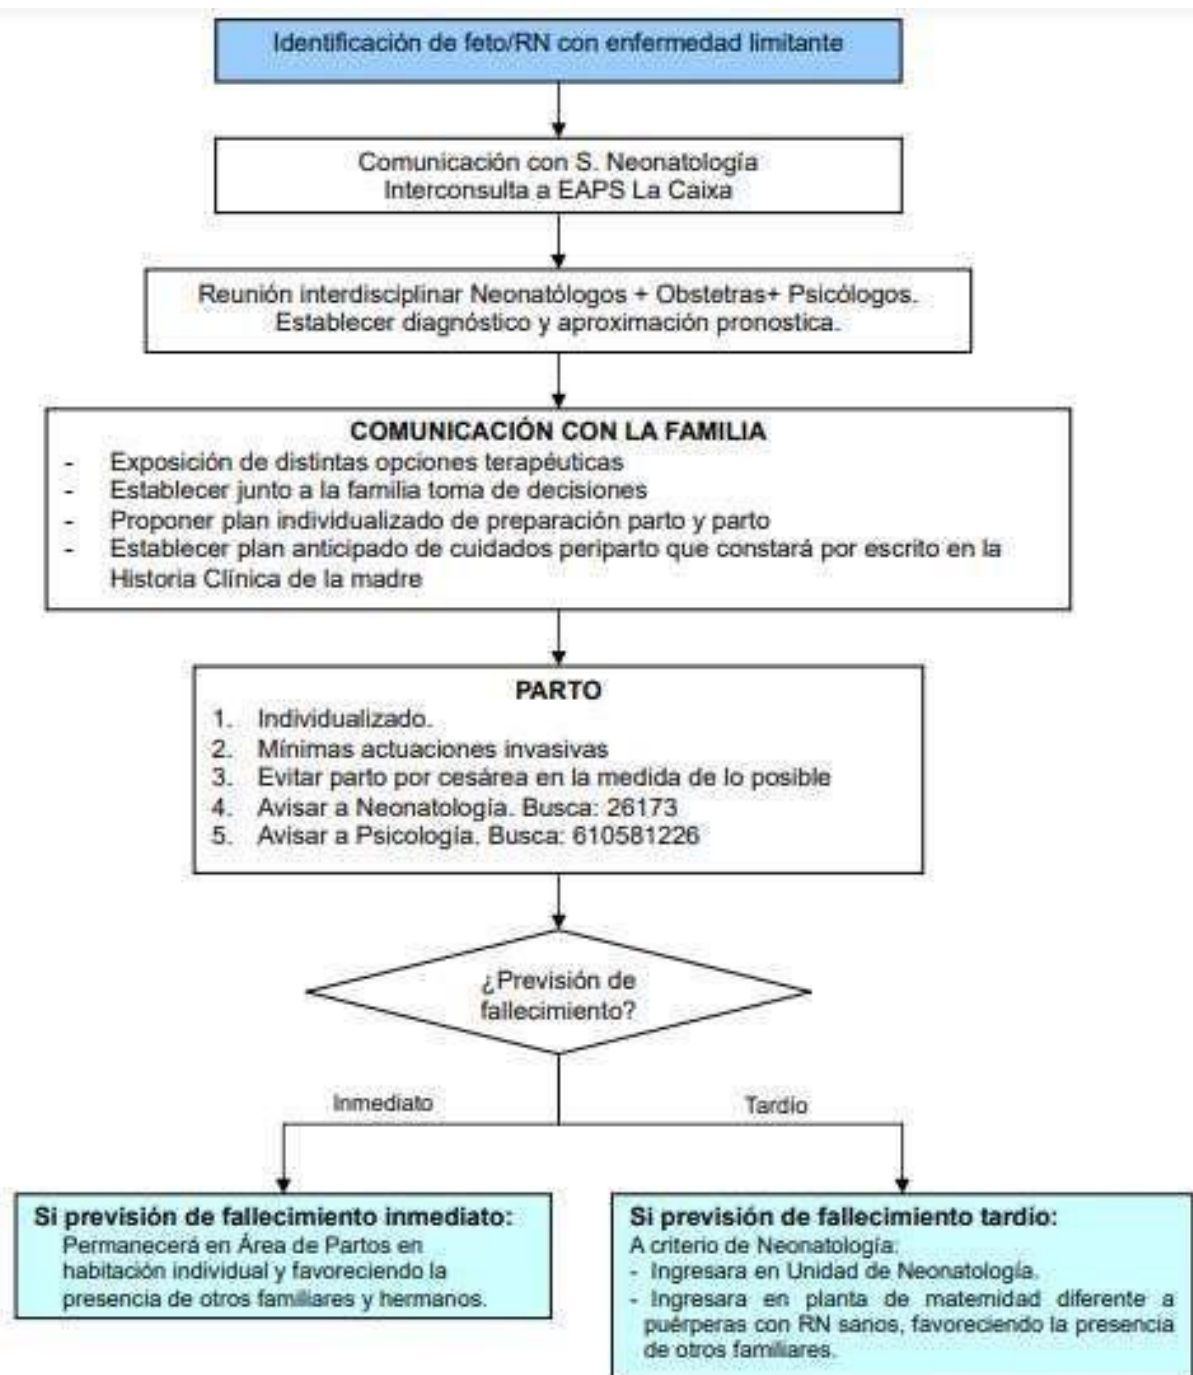 Identificación de feto/RN con enfermedad limitante
Comunicación con S. Neonatología
Interconsulta a EAPS La Caixa
Reunión interdisciplinar Neonatólogos + Obstetras+ Psicólogos.
Establecer diagnóstico y aproximación pronostica.
COMUNICACIÓN CON LA FAMILIA
- Exposición de distintas opciones terapéuticas
- Establecer junto a la familia toma de decisiones
- Proponer plan individualizado de preparación parto y parto
- Establecer plan anticipado de cuidados periparto que constará por escrito en la
Historia Clínica de la madre
PARTO
1. Individualizado.
2. Mínimas actuaciones invasivas
3. Evitar parto por cesárea en la medida de lo posible
4. Avisar a Neonatología. Busca: 26173
5. Avisar a Psicología. Busca: 610581226
¿Previsión de
fallecimiento?
Inmediato
Tardío
Si previsión de fallecimiento inmediato:
Permanecerá en Área de Partos en
habitación individual y favoreciendo la
presencia de otros familiares y hermanos.
Si previsión de fallecimiento tardío:
A criterio de Neonatología:
- Ingresara en Unidad de Neonatología.
- Ingresara en planta de maternidad diferente a
puérperas con RN sanos, favoreciendo la presencia
de otros familiares.